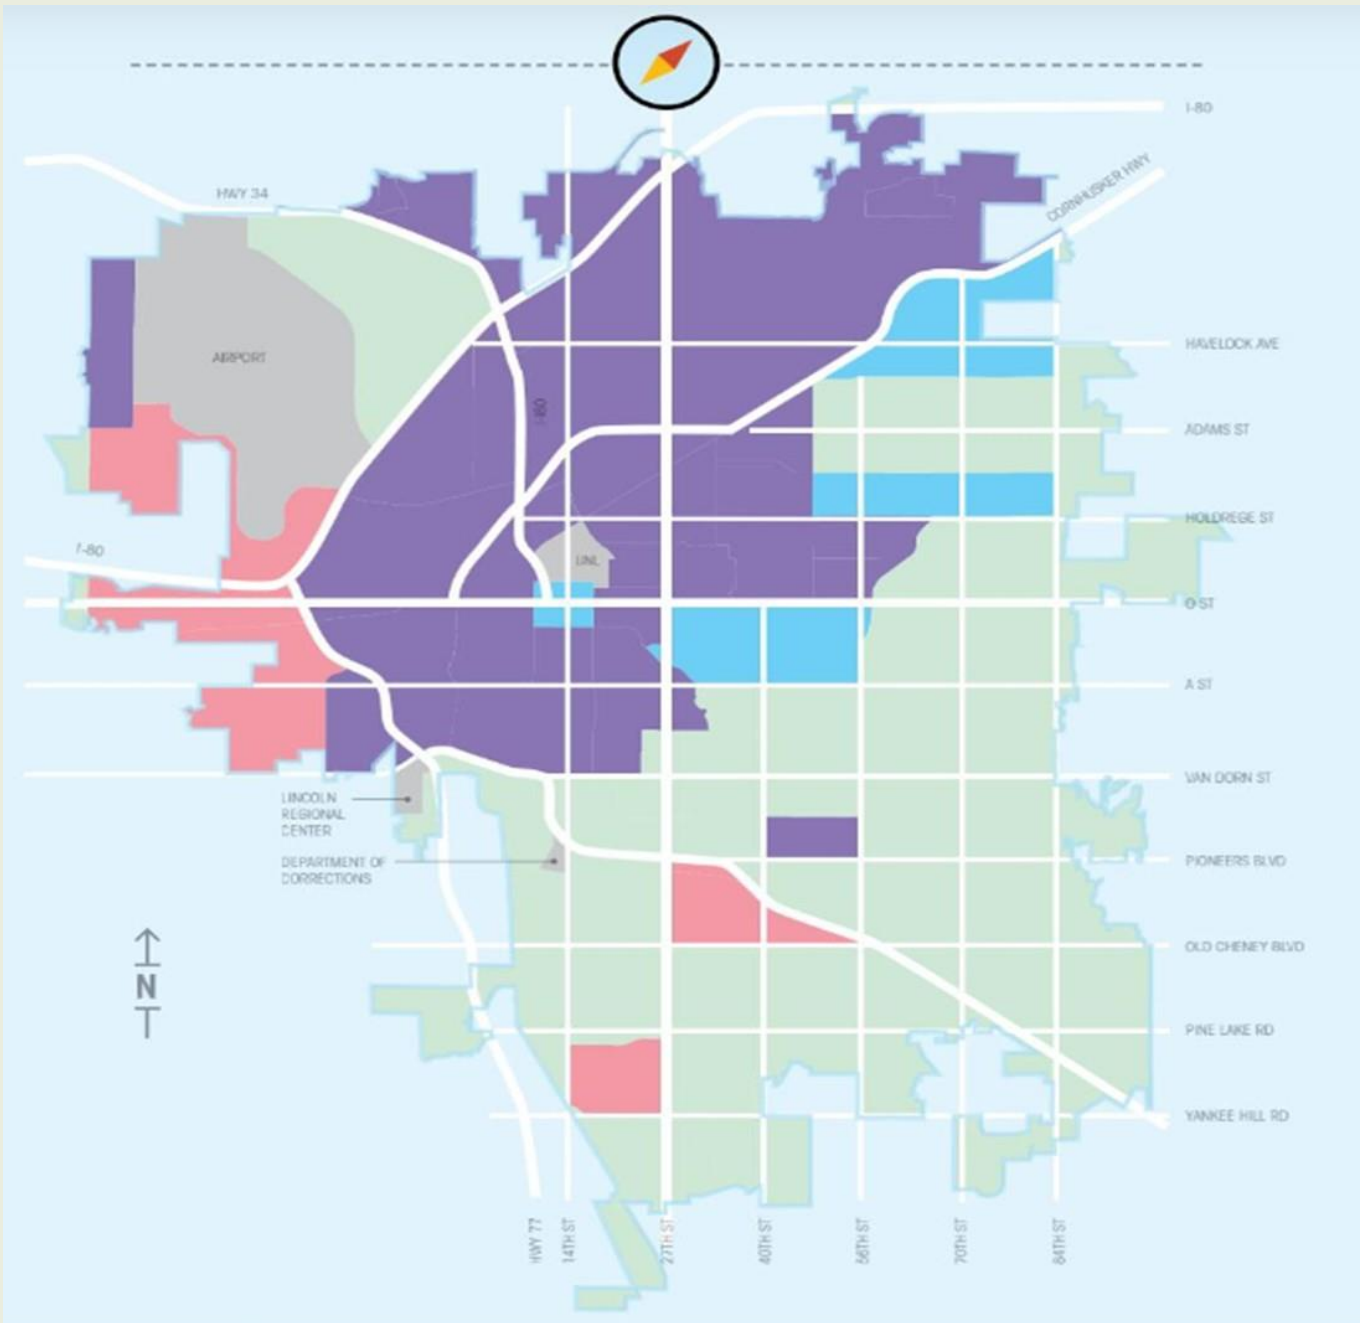 I-80
CORNHUSKER HWY
HWY 34
HAVELOCK AVE
AIRPORT
I-180
ADAMS ST
HOLDREGE ST
I-80
UNL
O ST
A ST
VAN DORN ST
LINCOLN
REGIONAL
CENTER
PIONEERS BLVD
DEPARTMENT OF
CORRECTIONS
OLD CHENEY BLVD
N
PINE LAKE RD
YANKEE HILL RD
HWY 77
14TH ST
27TH ST
40TH ST
56TH ST
70TH ST
84TH ST